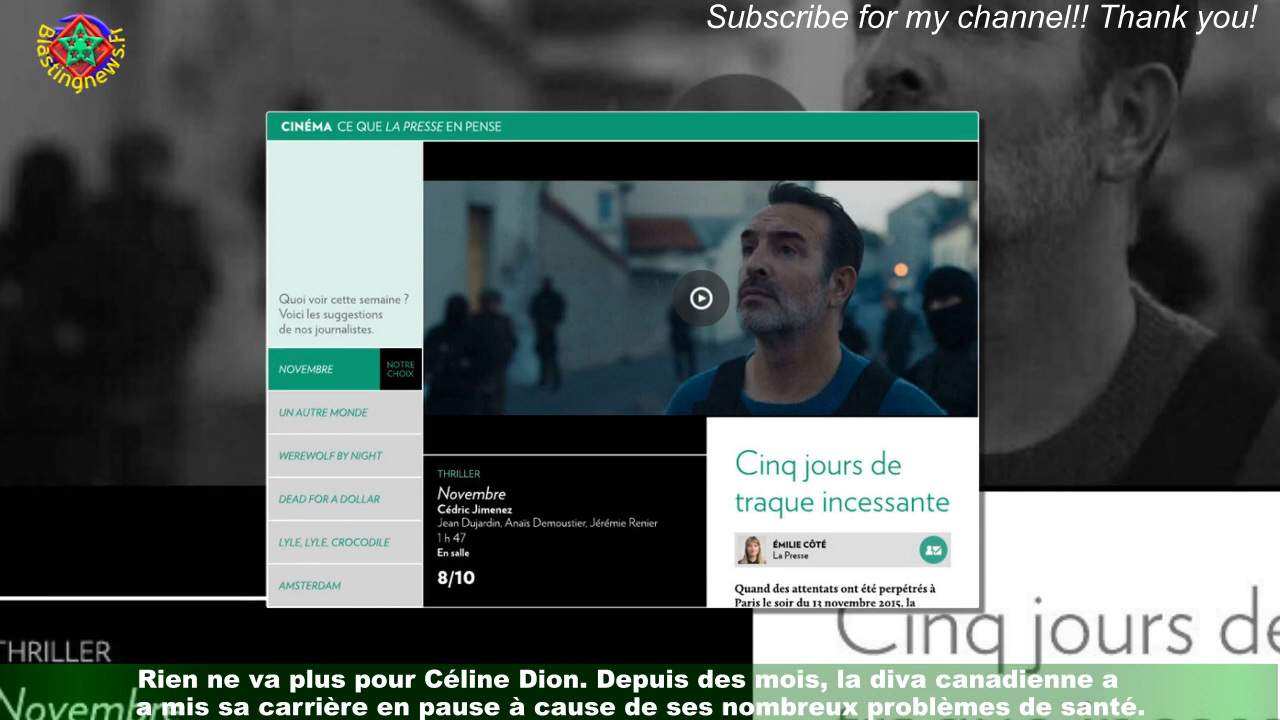 Subscribe for my channel!! Thank you!
Blastingnews.Fr
CINÉMA CE QUE LA PRESSE EN PENSE
Quoi voir cette semaine ?
Voici les suggestions
de nos journalistes.
NOVEMBRE
NOTRE
CHOIX
UN AUTRE MONDE
WEREWOLF BY NIGHT
DEAD FOR A DOLLAR
LYLE, LYLE, CROCODILE
AMSTERDAM
THRILLER
Novembre
Cédric Jimenez
Jean Dujardin, Anaïs Demoustier, Jérémie Renier
1 h 47
En salle
8/10
Cinq jours de
traque incessante
ÉMILIE CÔTÉ
La Presse
Quand des attentats ont été perpétrés à
Paris le soir du 13 novembre 2015, la
Cinq jours de
THRILLER
Novembre
Rien ne va plus pour Céline Dion. Depuis des mois, la diva canadienne a
a mis sa carrière en pause à cause de ses nombreux problèmes de santé.